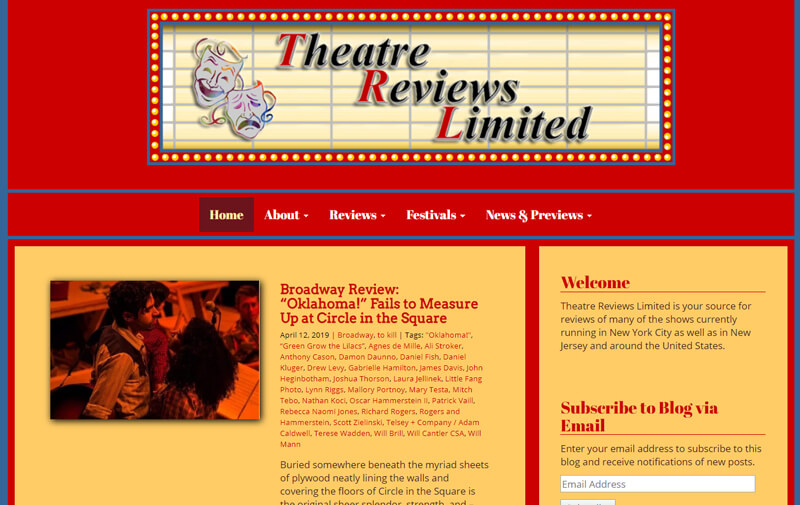 Theatre
Reviews
Limited
Home
About
Reviews
Festivals
News & Previews
Broadway Review:
“Oklahoma!” Fails to Measure
Up at Circle in the Square
April 12, 2019 | Broadway, to kill | Tags: "Oklahoma!",
"Green Grow the Lilacs", Agnes de Mille, Ali Stroker,
Anthony Cason, Damon Daunno, Daniel Fish, Daniel
Kluger, Drew Levy, Gabrielle Hamilton, James Davis, John
Heginbotham, Joshua Thorson, Laura Jellinek, Little Fang
Photo, Lynn Riggs, Mallory Portnoy, Mary Testa, Mitch
Tebo, Nathan Koci, Oscar Hammerstein II, Patrick Vaill,
Rebecca Naomi Jones, Richard Rogers, Rogers and
Hammerstein, Scott Zielinski, Telsey + Company / Adam
Caldwell, Terese Wadden, Will Brill, Will Cantler CSA, Will
Mann
Buried somewhere beneath the myriad sheets
of plywood neatly lining the walls and
covering the floors of Circle in the Square is
the original sheer splendor, strength, and –
Welcome
Theatre Reviews Limited is your source for
reviews of many of the shows currently
running in New York City as well as in New
Jersey and around the United States.
Subscribe to Blog via
Email
Enter your email address to subscribe to this
blog and receive notifications of new posts.
Email Address